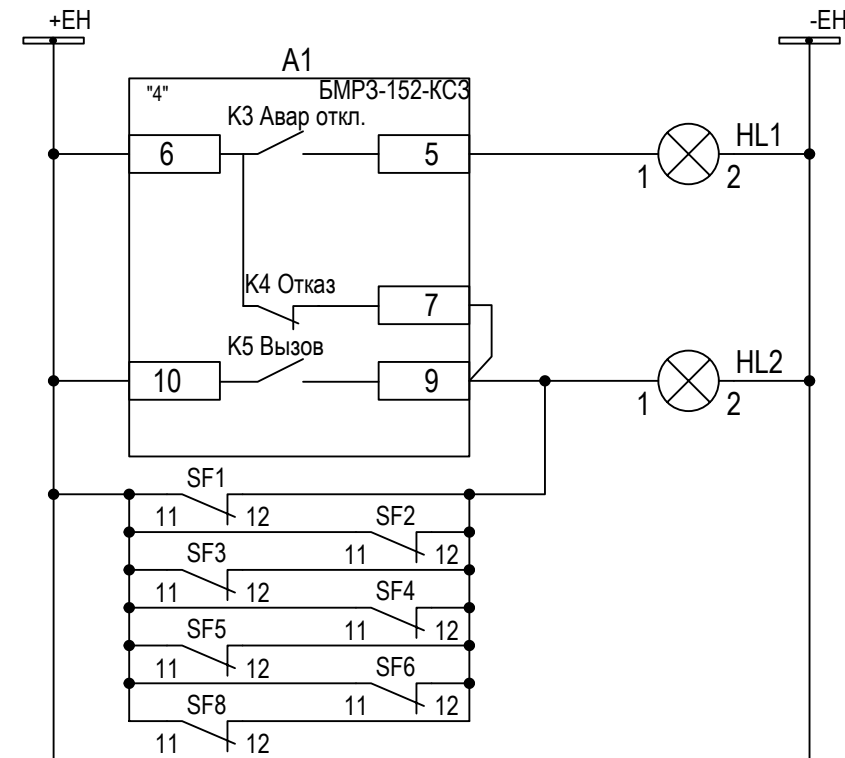 +EH
-EH
A1
"4"
БМРЗ-152-КСЗ
K3 Авар откл.
6
5
HL1
1
2
K4 Отказ
7
K5 Вызов
10
9
HL2
1
2
SF1
11
12
SF2
11
12
SF3
11
12
SF4
11
12
SF5
11
12
SF6
11
12
SF8
11
12